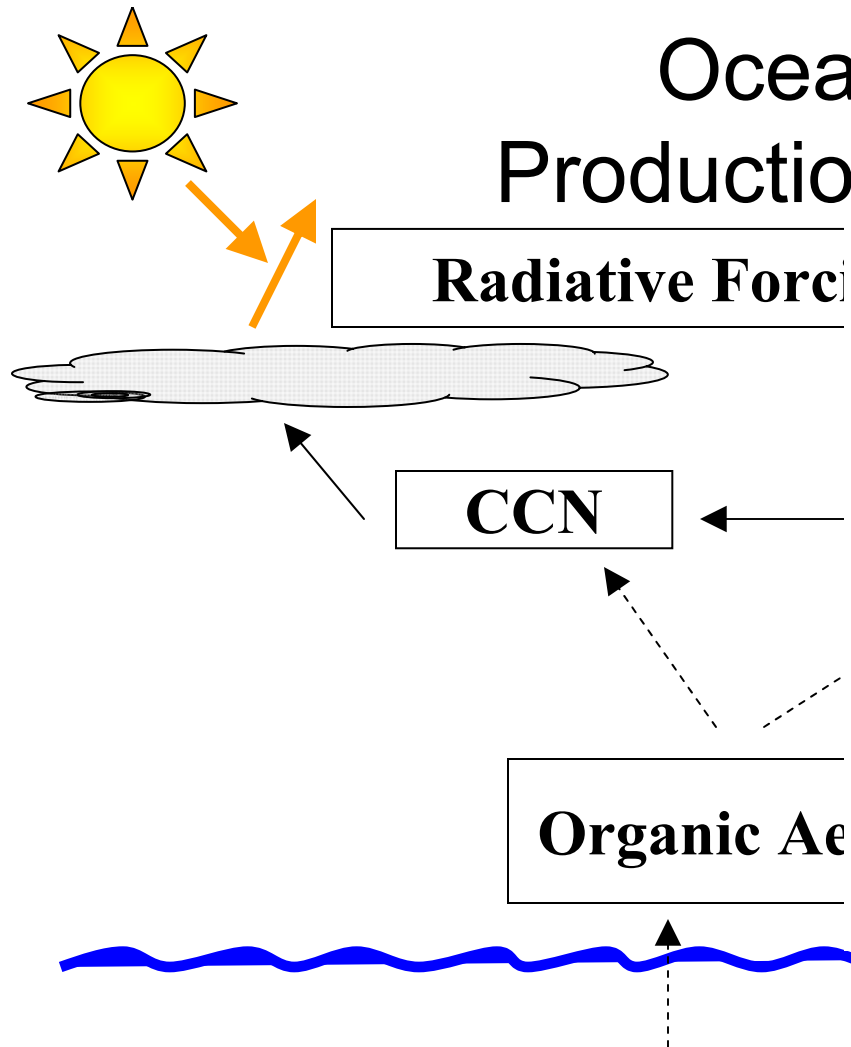 Ocea
Productio
Radiative Forci
CCN
Organic Ae